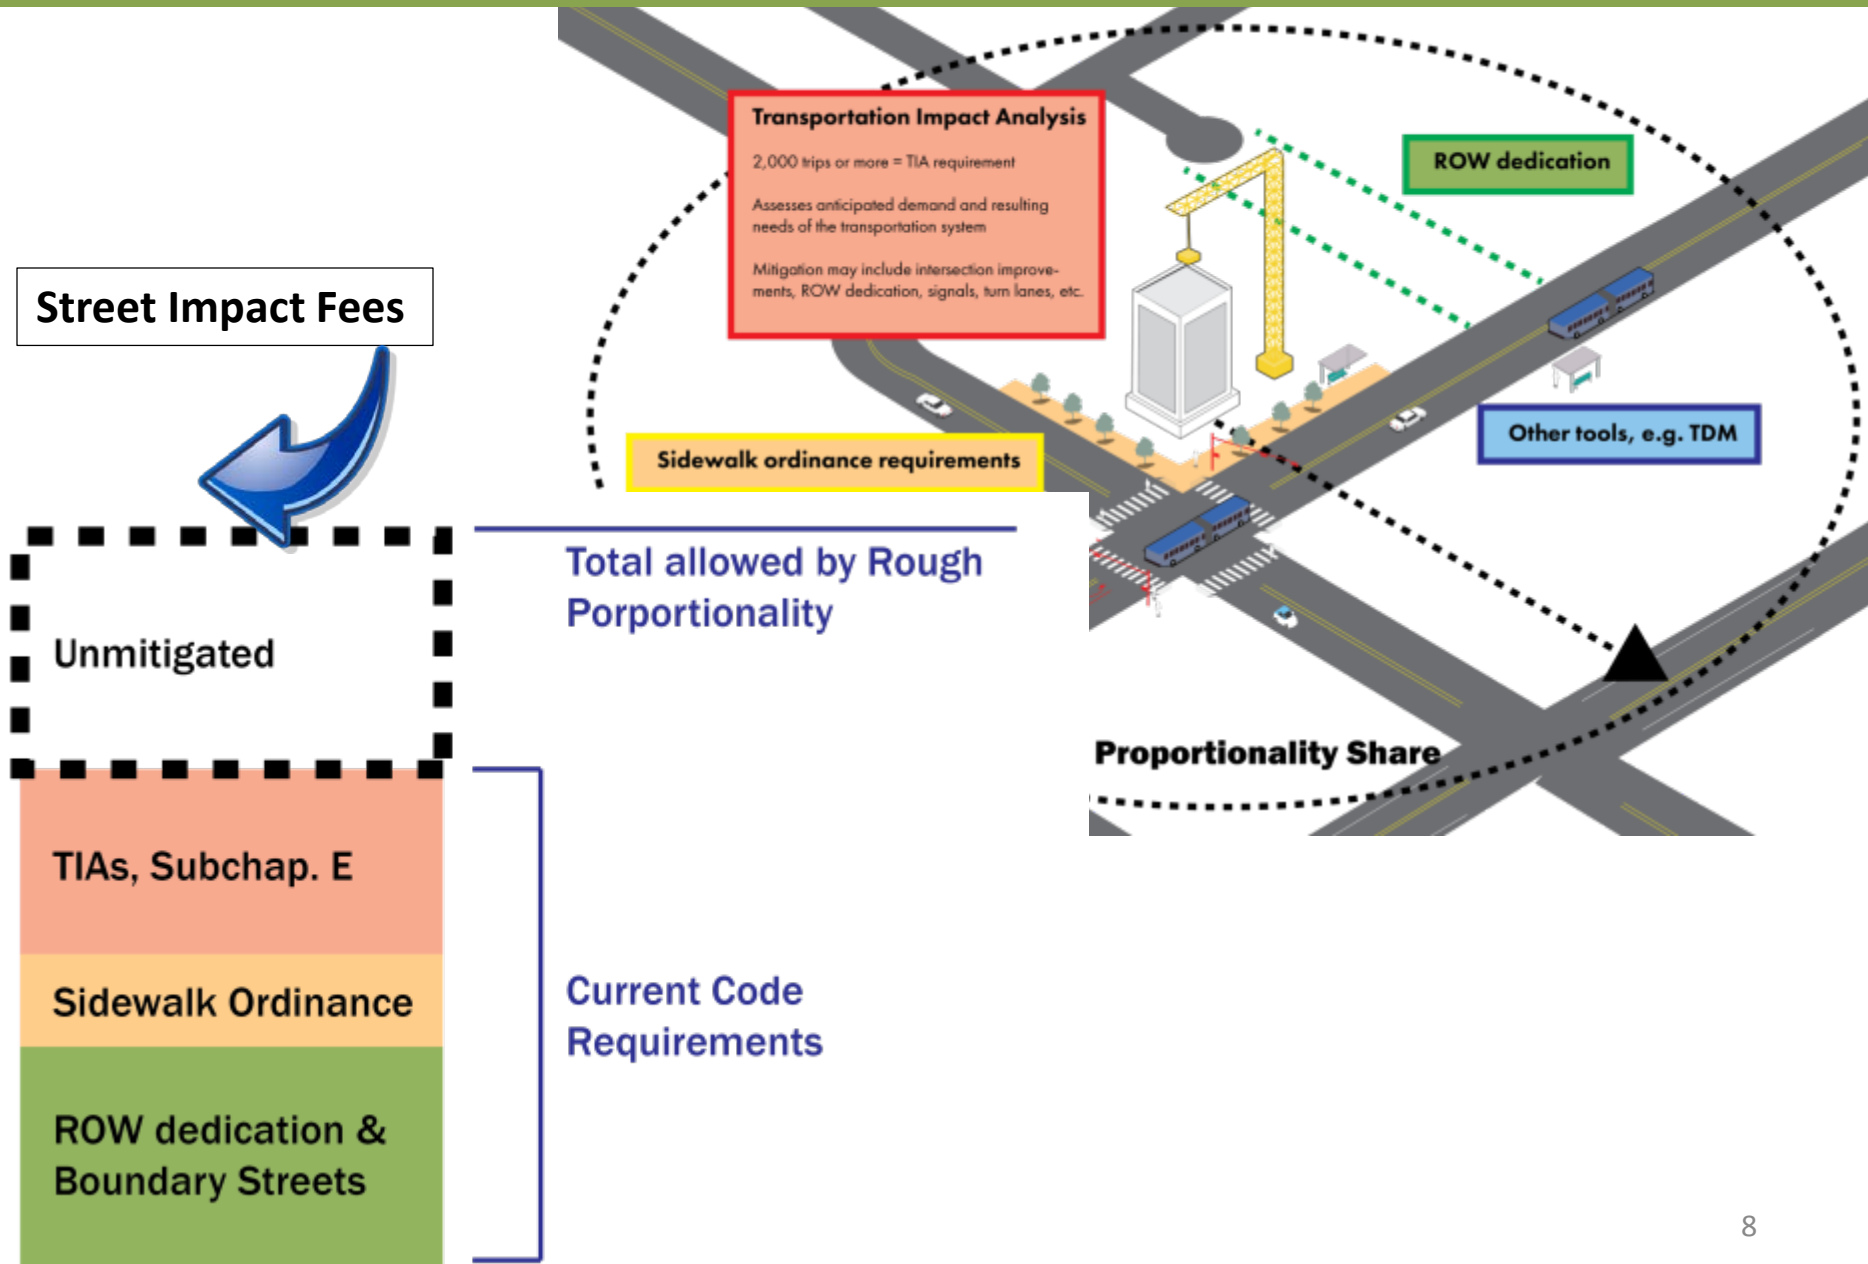 Transportation Impact Analysis
2,000 trips or more = TIA requirement
Assesses anticipated demand and resulting
needs of the transportation system
Mitigation may include intersection improve-
ments, ROW dedication, signals, turn lanes, etc.
ROW dedication
Street Impact Fees
Other tools, e.g. TDM
Sidewalk ordinance requirements
Total allowed by Rough
Porportionality
Unmitigated
Proportionality Share
TIAs, Subchap. E
Sidewalk Ordinance
Current Code
Requirements
ROW dedication &
Boundary Streets
8